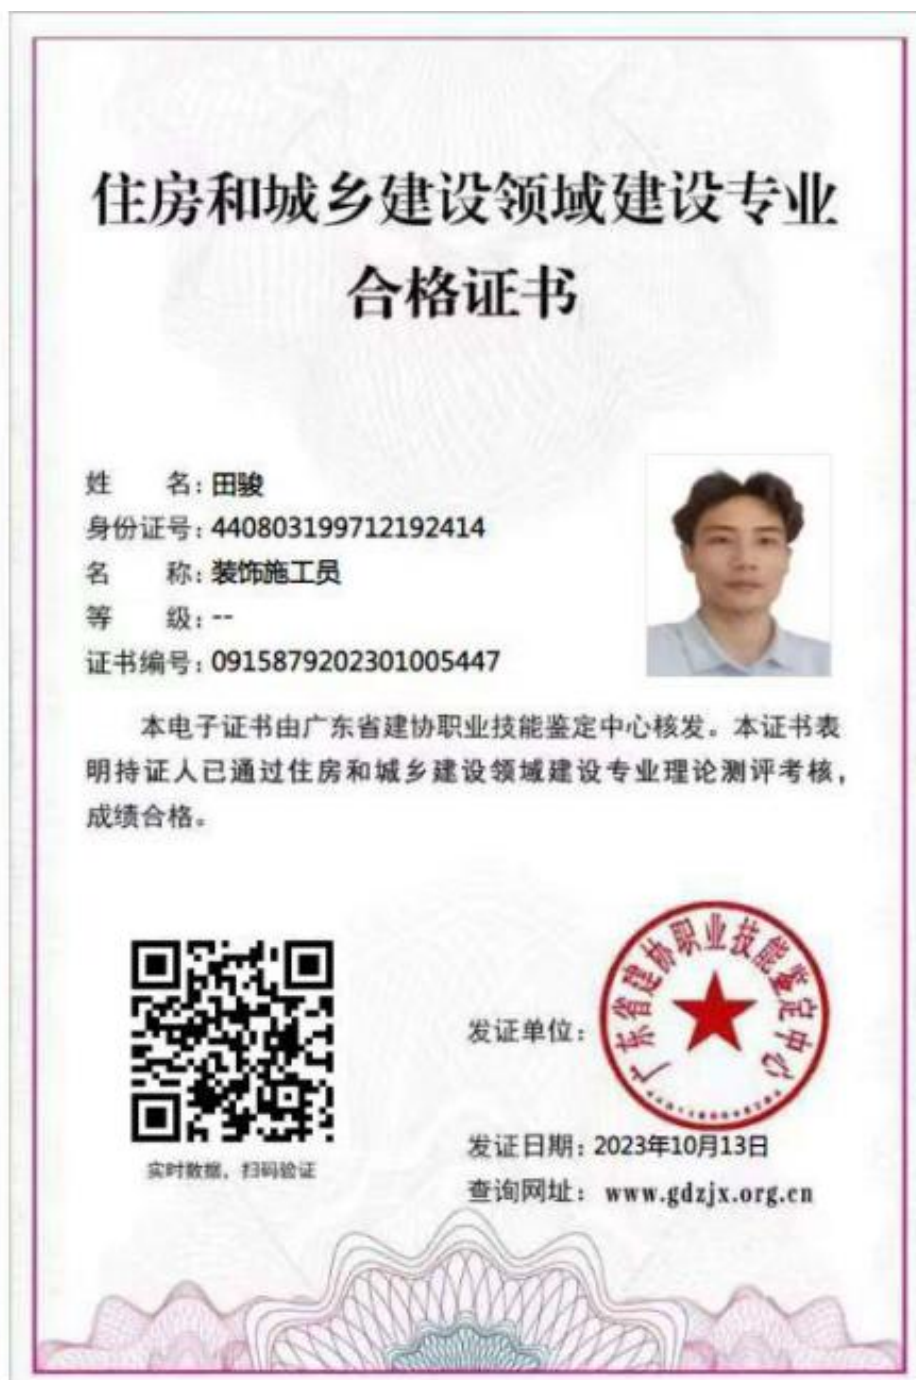 住房和城乡建设领域建设专业
合格证书
姓 名：田骏
身份证号：440803199712192414
名 称：装饰施工员
等 级：--
证书编号：0915879202301005447
本电子证书由广东省建协职业技能鉴定中心核发。本证书表
明持证人已通过住房和城乡建设领域建设专业理论测评考核，
成绩合格。
广东省建协职业技能鉴定中心
发证单位：
发证日期：2023年10月13日
实时数据，扫码验证
查询网址：www.gdzjx.org.cn